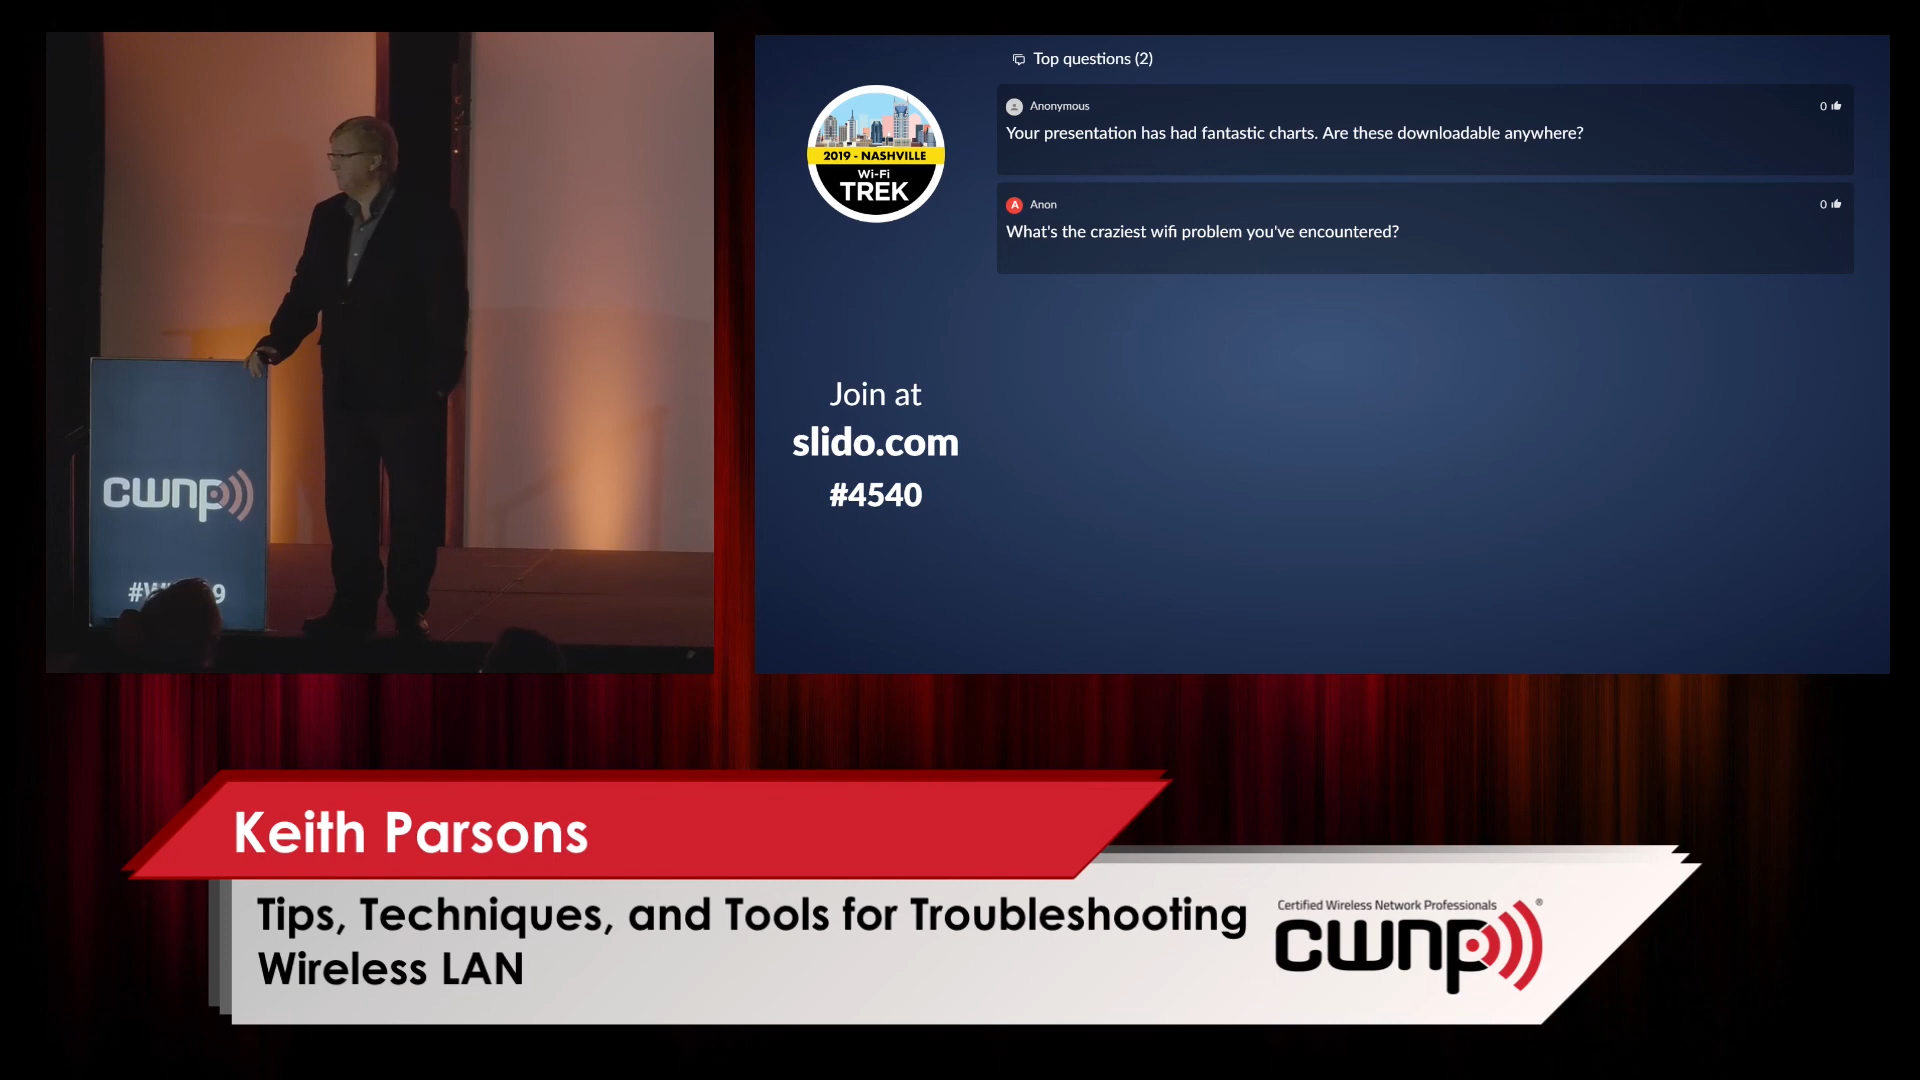 cwnp
Top questions (2)
Anonymous
0
Your presentation has had fantastic charts. Are these downloadable anywhere?
A Anon
0
What's the craziest wifi problem you've encountered?
2019 - NASHVILLE
Wi-Fi
TREK
Join at
slido.com
#4540
Keith Parsons
Tips, Techniques, and Tools for Troubleshooting
Wireless LAN
Certified Wireless Network Professionals ®
cwnp